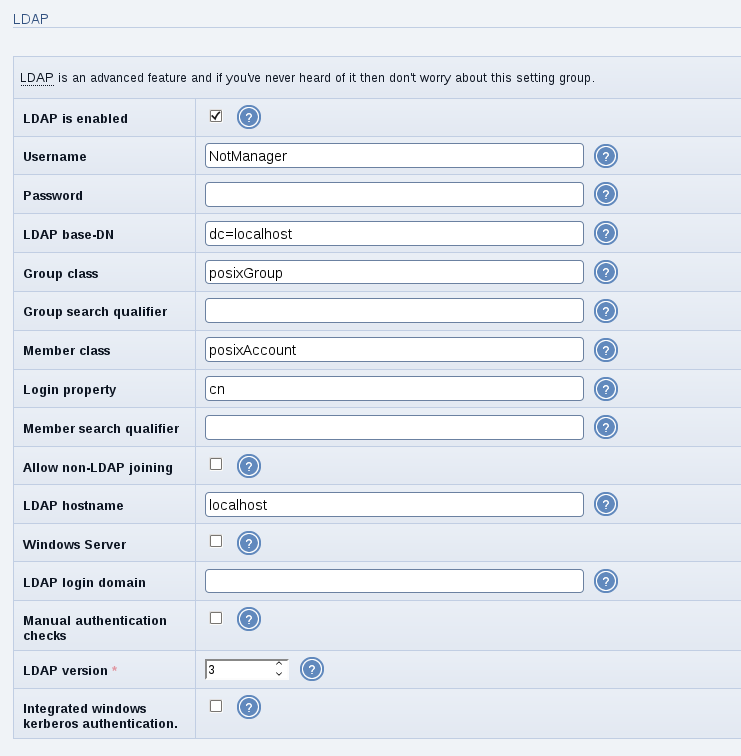 LDAP
LDAP is an advanced feature and if you've never heard of it then don't worry about this setting group.
LDAP is enabled ?
Username NotManager ?
Password ?
LDAP base-DN dc=localhost ?
Group class posixGroup ?
Group search qualifier ?
Member class posixAccount ?
Login property cn ?
Member search qualifier ?
Allow non-LDAP joining ?
LDAP hostname localhost ?
Windows Server ?
LDAP login domain ?
Manual authentication
checks ?
LDAP version * 3 ?
Integrated windows
kerberos authentication. ?